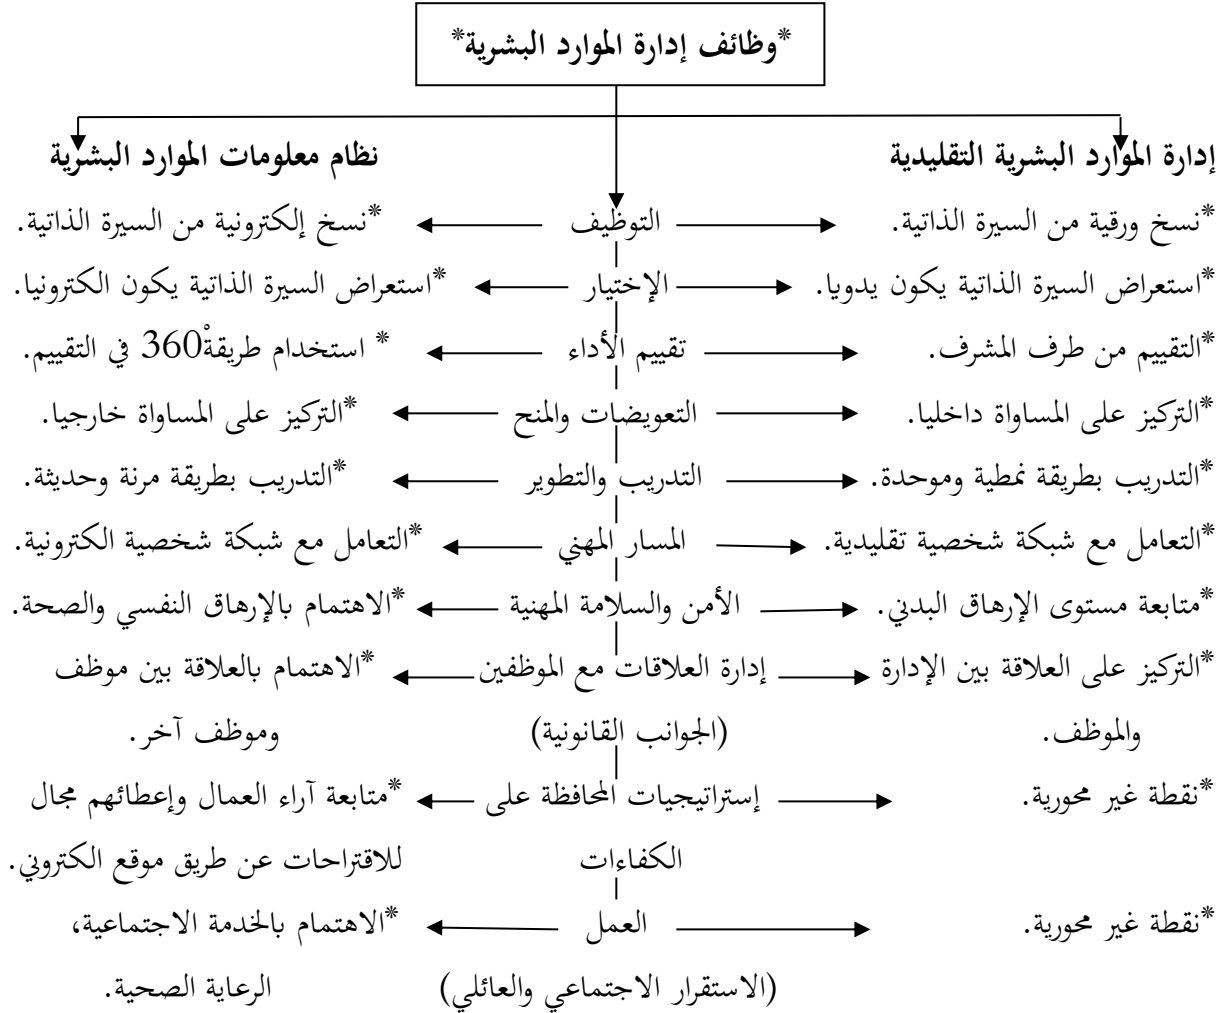 *وظائف إدارة الموارد البشرية*
إدارة الموارد البشرية التقليدية نظام معلومات الموارد البشرية
*نسخ ورقية من السيرة الذاتية. التوظيف *نسخ إلكترونية من السيرة الذاتية.
*استعراض السيرة الذاتية يكون يدويا. الإختيار *استعراض السيرة الذاتية يكون الكترونيا.
*التقييم من طرف المشرف. تقييم الأداء * استخدام طريقة°360 في التقييم.
*التركيز على المساواة داخليا. التعويضات والمنح *التركيز على المساواة خارجيا.
*التدريب بطريقة نمطية وموحدة. التدريب والتطوير *التدريب بطريقة مرنة وحديثة.
*التعامل مع شبكة شخصية تقليدية. المسار المهني *التعامل مع شبكة شخصية الكترونية.
*متابعة مستوى الإرهاق البدني. الأمن والسلامة المهنية *الاهتمام بالإرهاق النفسي والصحة.
*التركيز على العلاقة بين الإدارة إدارة العلاقات مع الموظفين *الاهتمام بالعلاقة بين موظف
والموظف. (الجوانب القانونية) وموظف آخر.
*نقطة غير محورية. إستراتيجيات المحافظة على *متابعة آراء العمال وإعطائهم مجال
الكفاءات للاقتراحات عن طريق موقع الكتروني.
*نقطة غير محورية. العمل *الاهتمام بالخدمة الاجتماعية،
(الاستقرار الاجتماعي والعائلي) الرعاية الصحية.